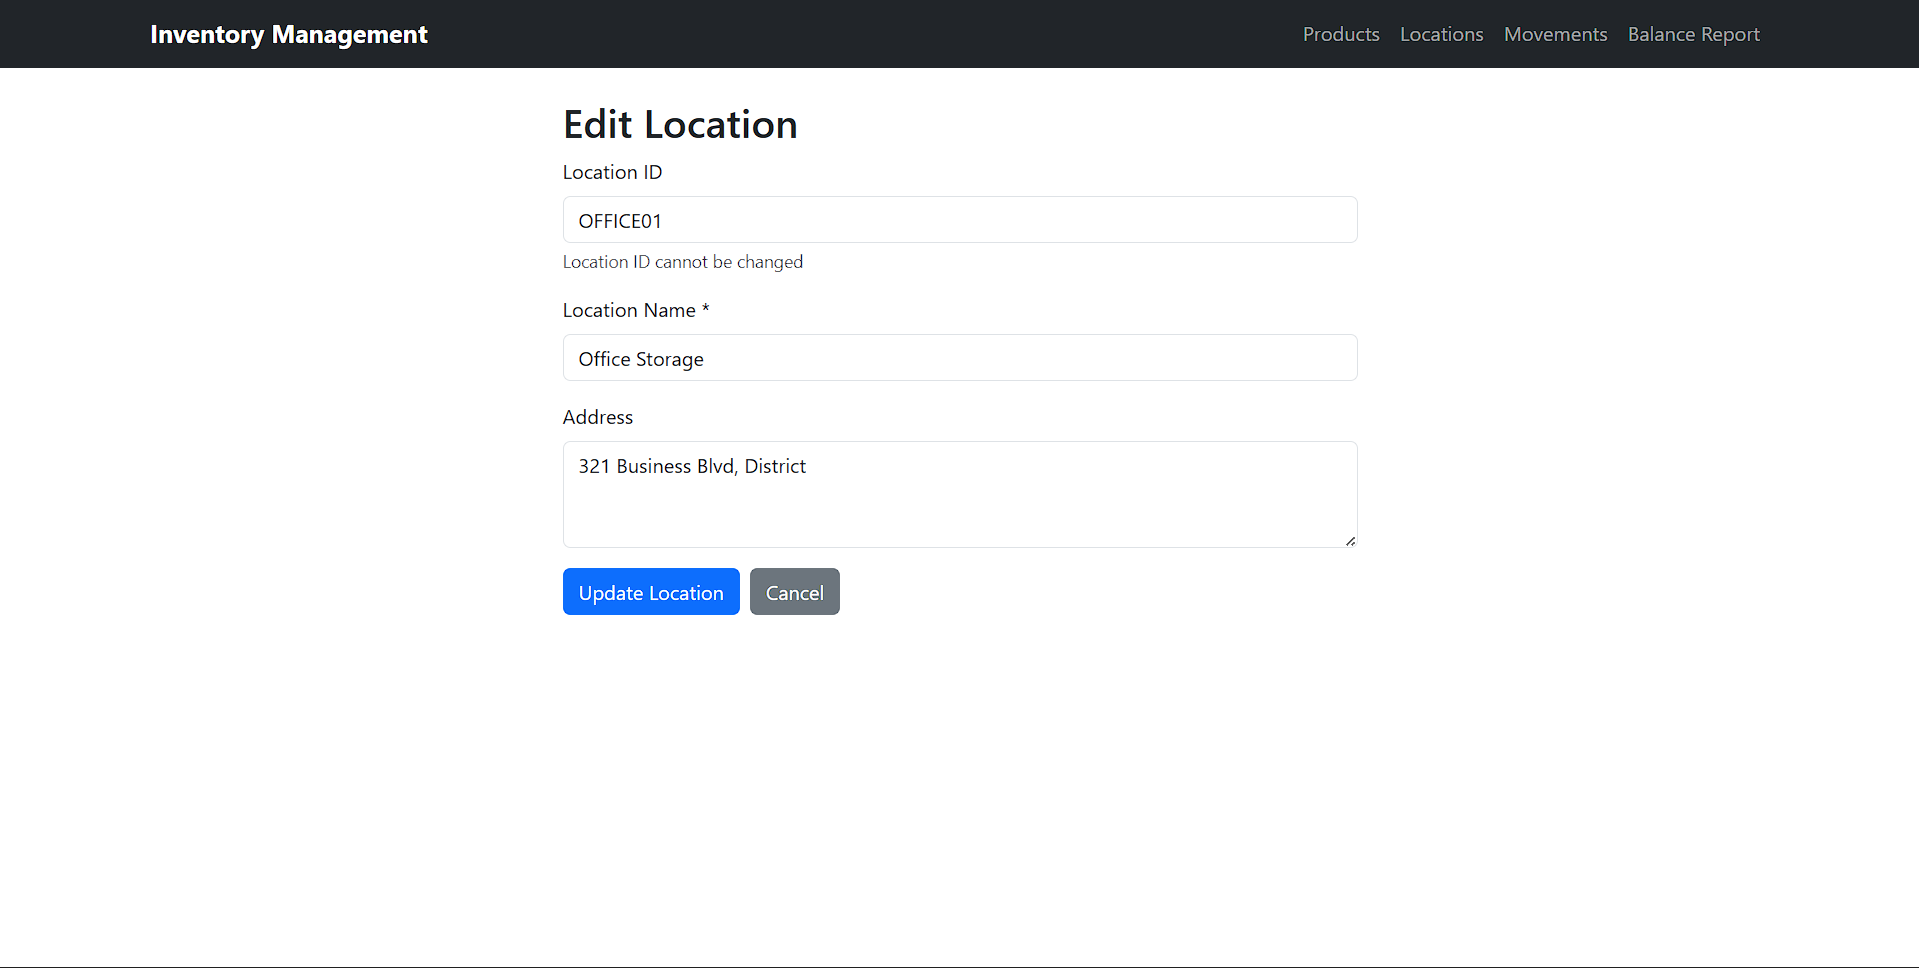 Inventory Management
Products Locations Movements Balance Report
Edit Location
Location ID
OFFICE01
Location ID cannot be changed
Location Name *
Office Storage
Address
321 Business Blvd, District
Update Location Cancel